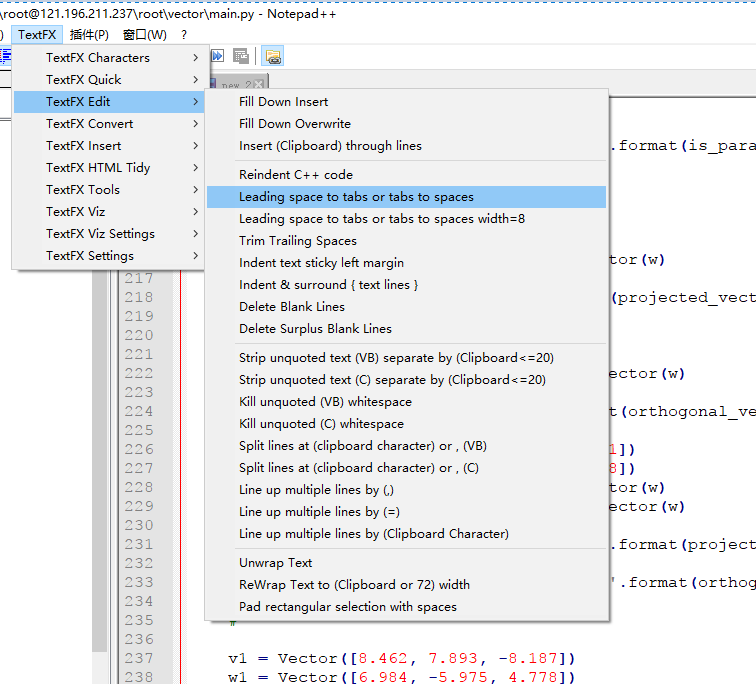 \root@121.196.211.237\root\vector\main.py - Notepad++
) TextFX 插件(P) 窗口(W) ?
new 2
TextFX Characters
TextFX Quick
TextFX Edit
TextFX Convert
TextFX Insert
TextFX HTML Tidy
TextFX Tools
TextFX Viz
TextFX Viz Settings
TextFX Settings
Fill Down Insert
Fill Down Overwrite
Insert (Clipboard) through lines
Reindent C++ code
Leading space to tabs or tabs to spaces
Leading space to tabs or tabs to spaces width=8
Trim Trailing Spaces
Indent text sticky left margin
Indent & surround { text lines }
Delete Blank Lines
Delete Surplus Blank Lines
Strip unquoted text (VB) separate by (Clipboard<=20)
Strip unquoted text (C) separate by (Clipboard<=20)
Kill unquoted (VB) whitespace
Kill unquoted (C) whitespace
Split lines at (clipboard character) or , (VB)
Split lines at (clipboard character) or , (C)
Line up multiple lines by (,)
Line up multiple lines by (=)
Line up multiple lines by (Clipboard Character)
Unwrap Text
ReWrap Text to (Clipboard or 72) width
Pad rectangular selection with spaces
.format(is_para
tor(w)
217
218 (projected_vect
219
220
221
222 ector(w)
223
224 t(orthogonal_ve
225
226 1])
227 8])
228 tor(w)
229 ector(w)
230
231 .format(project
232
233 '.format(orthog
234
235 #
236
237 v1 = Vector([8.462, 7.893, -8.187])
238 w1 = Vector([6.984, -5.975, 4.778])